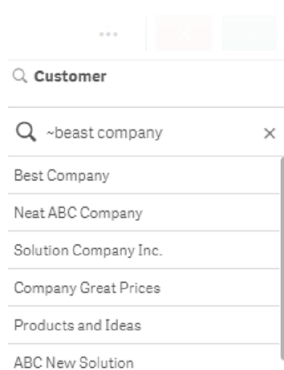 Customer
~beast company
Best Company
Neat ABC Company
Solution Company Inc.
Company Great Prices
Products and Ideas
ABC New Solution